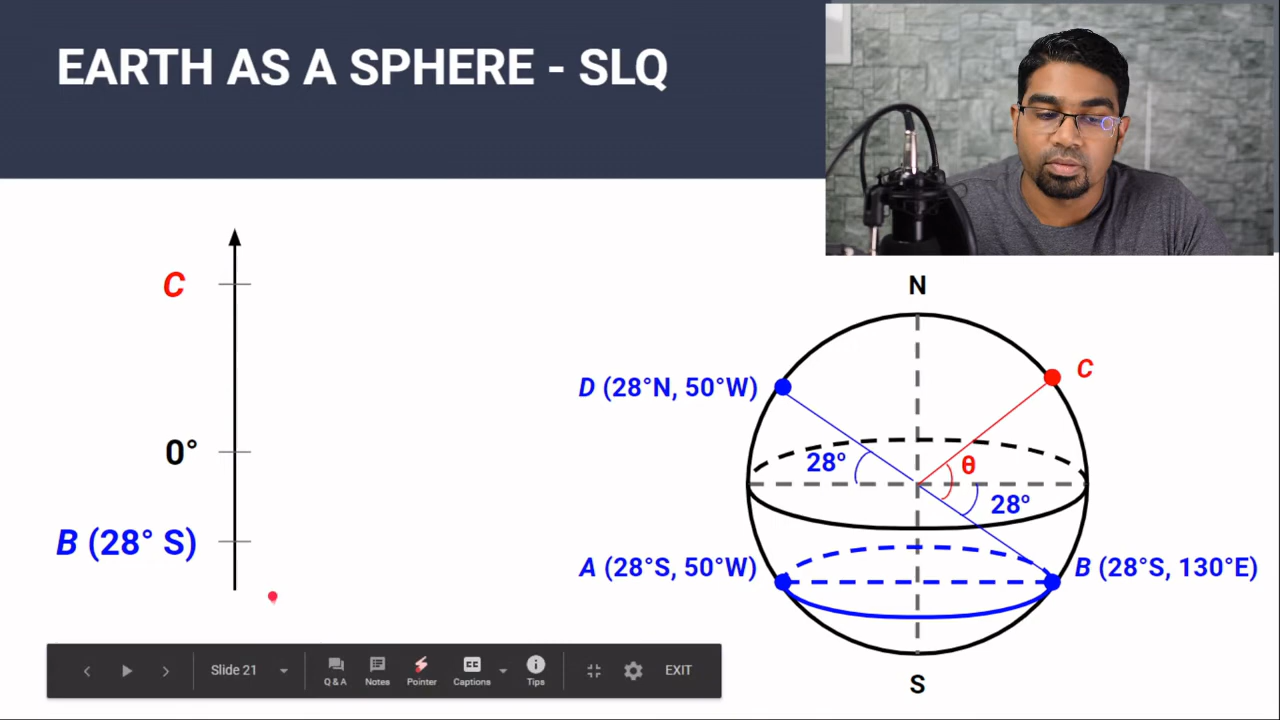 EARTH AS A SPHERE - SLQ
C
0°
B (28° S)
N
C
D (28°N, 50°W)
28°
θ
28°
A (28°S, 50°W)
B (28°S, 130°E)
S
Slide 21
Q & A
Notes
Pointer
CC
Captions
Tips
EXIT